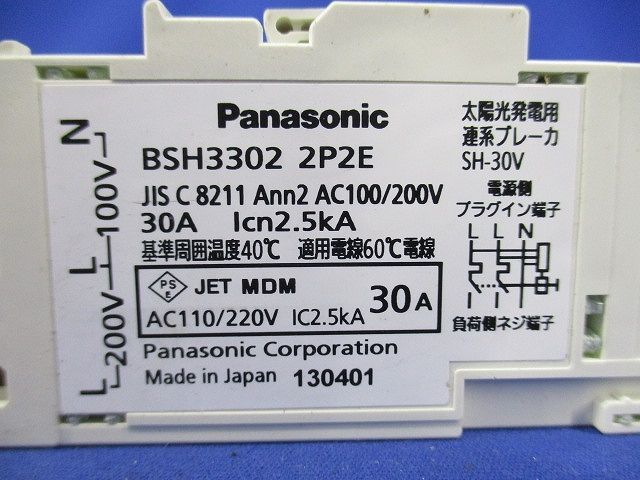 Panasonic
BSH3302 2P2E
JIS C 8211 Ann2 AC100/200V
30A Icn2.5kA
基準周囲温度40℃ 適用電線60℃電線
PS
E
JET MDM
AC110/220V IC2.5kA
30A
Panasonic Corporation
Made in Japan 130401
太陽光発電用
連系ブレーカ
SH-30V
電源側
プラグイン端子
L L N
負荷側ネジ端子
N
100V
L
200V
L